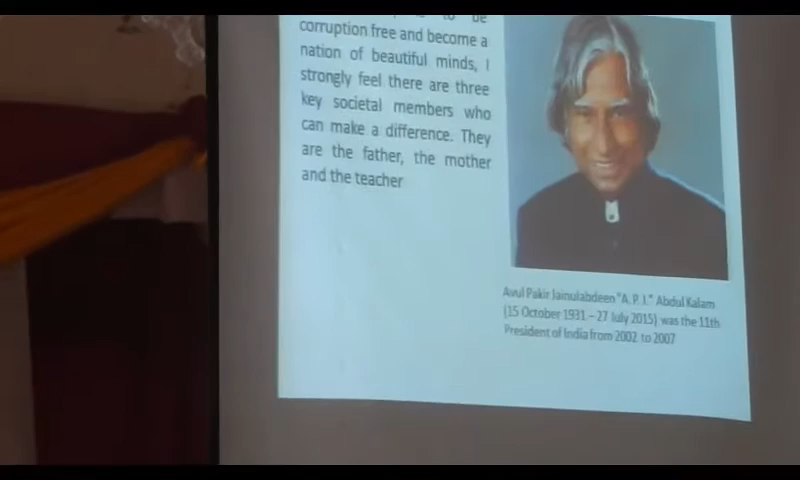 to be
corruption free and become a
nation of beautiful minds, I
strongly feel there are three
key societal members who
can make a difference. They
are the father, the mother
and the teacher
Avul Pakir Jainulabdeen "A. P. J." Abdul Kalam
(15 October 1931 – 27 July 2015) was the 11th
President of India from 2002 to 2007